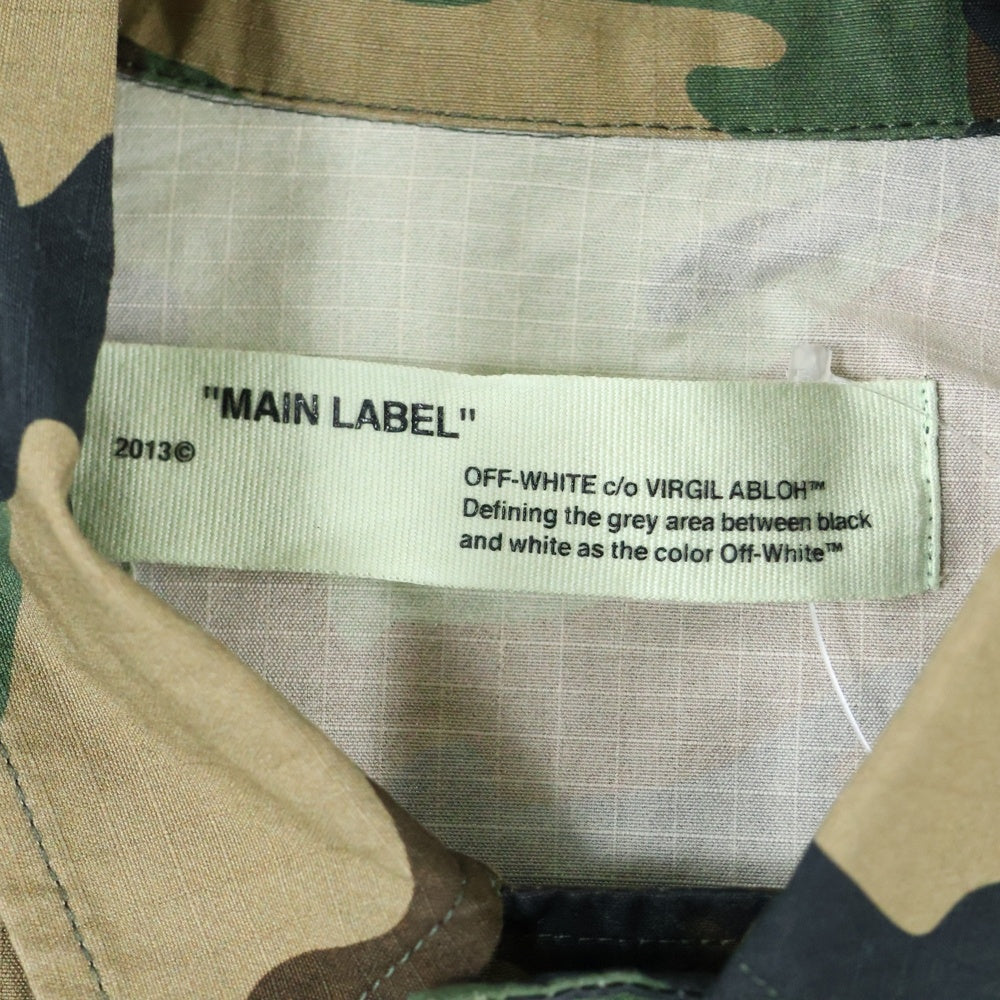 "MAIN LABEL"
2013©
OFF-WHITE c/o VIRGIL ABLOH™
Defining the grey area between black
and white as the color Off-White™